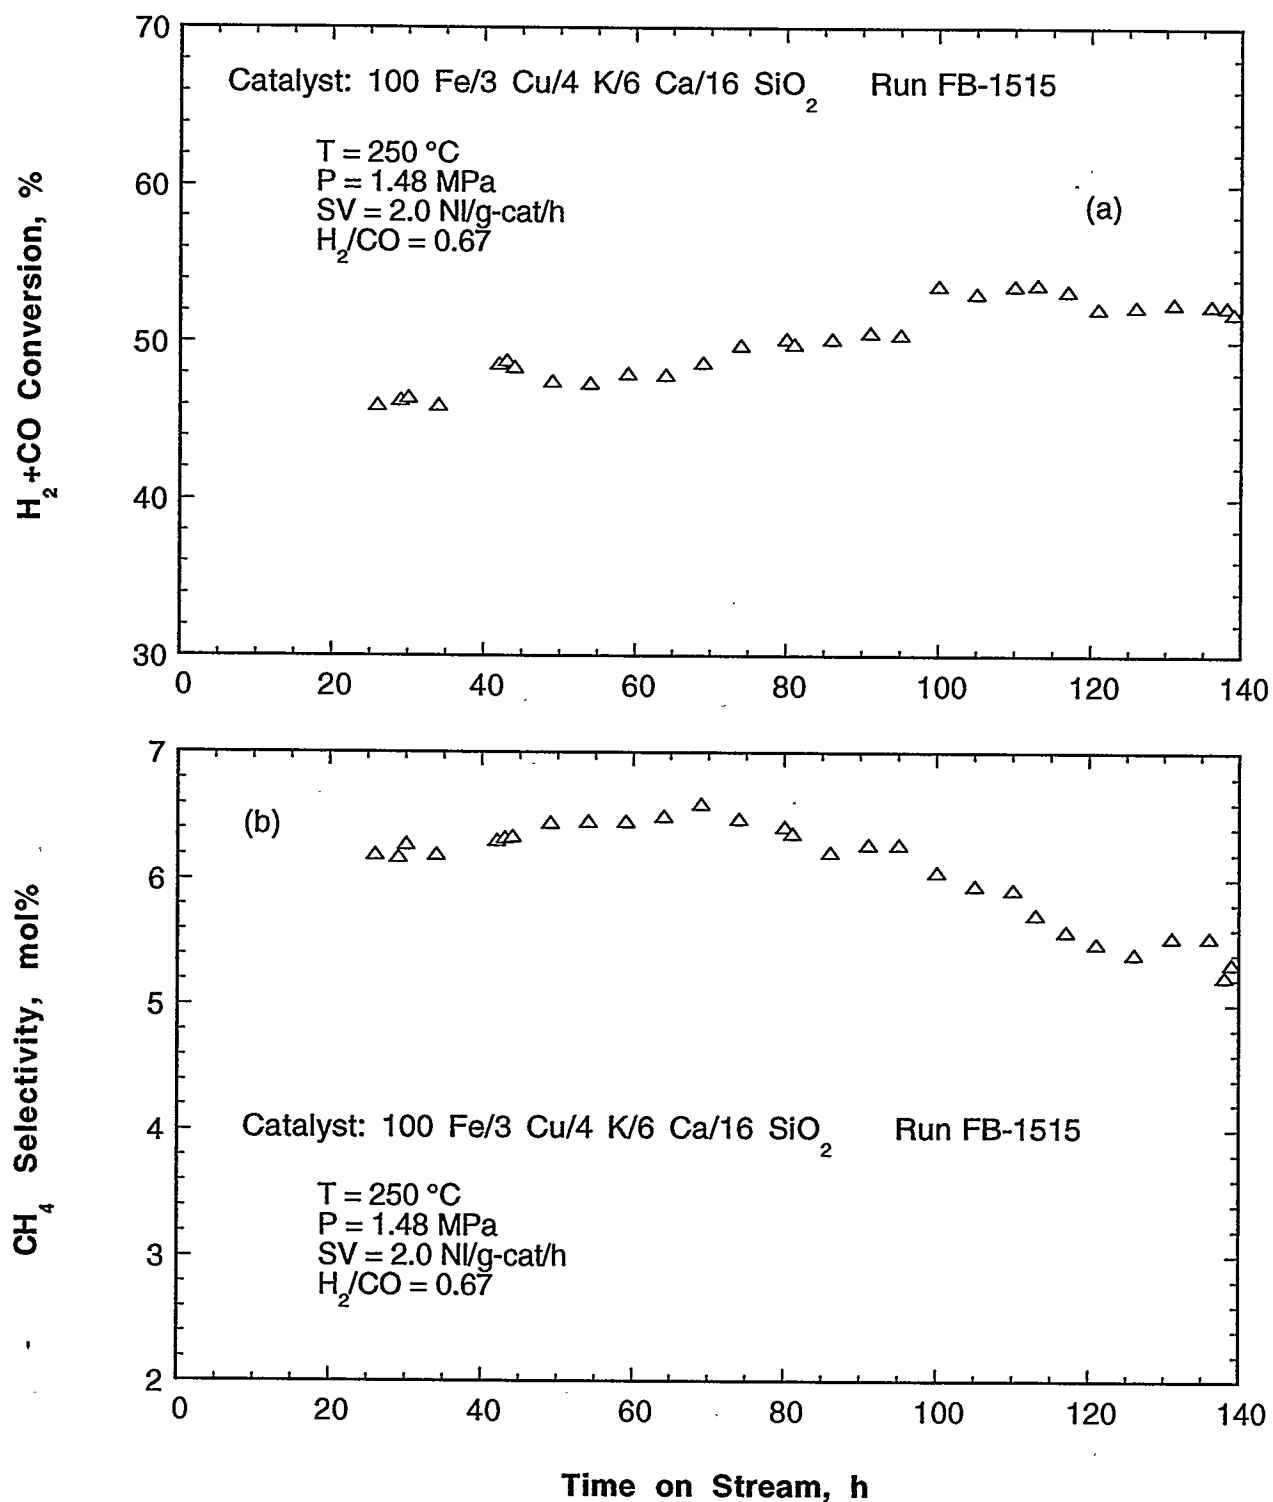 70
Catalyst: 100 Fe/3 Cu/4 K/6 Ca/16 SiO2 Run FB-1515
T = 250 °C
P = 1.48 MPa
SV = 2.0 Nl/g-cat/h
H2/CO = 0.67
(a)
60
50
40
30
H2+CO Conversion, %
0 20 40 60 80 100 120 140
7
(b)
6
5
4
3
2
CH4 Selectivity, mol%
Catalyst: 100 Fe/3 Cu/4 K/6 Ca/16 SiO2 Run FB-1515
T = 250 °C
P = 1.48 MPa
SV = 2.0 Nl/g-cat/h
H2/CO = 0.67
0 20 40 60 80 100 120 140
Time on Stream, h